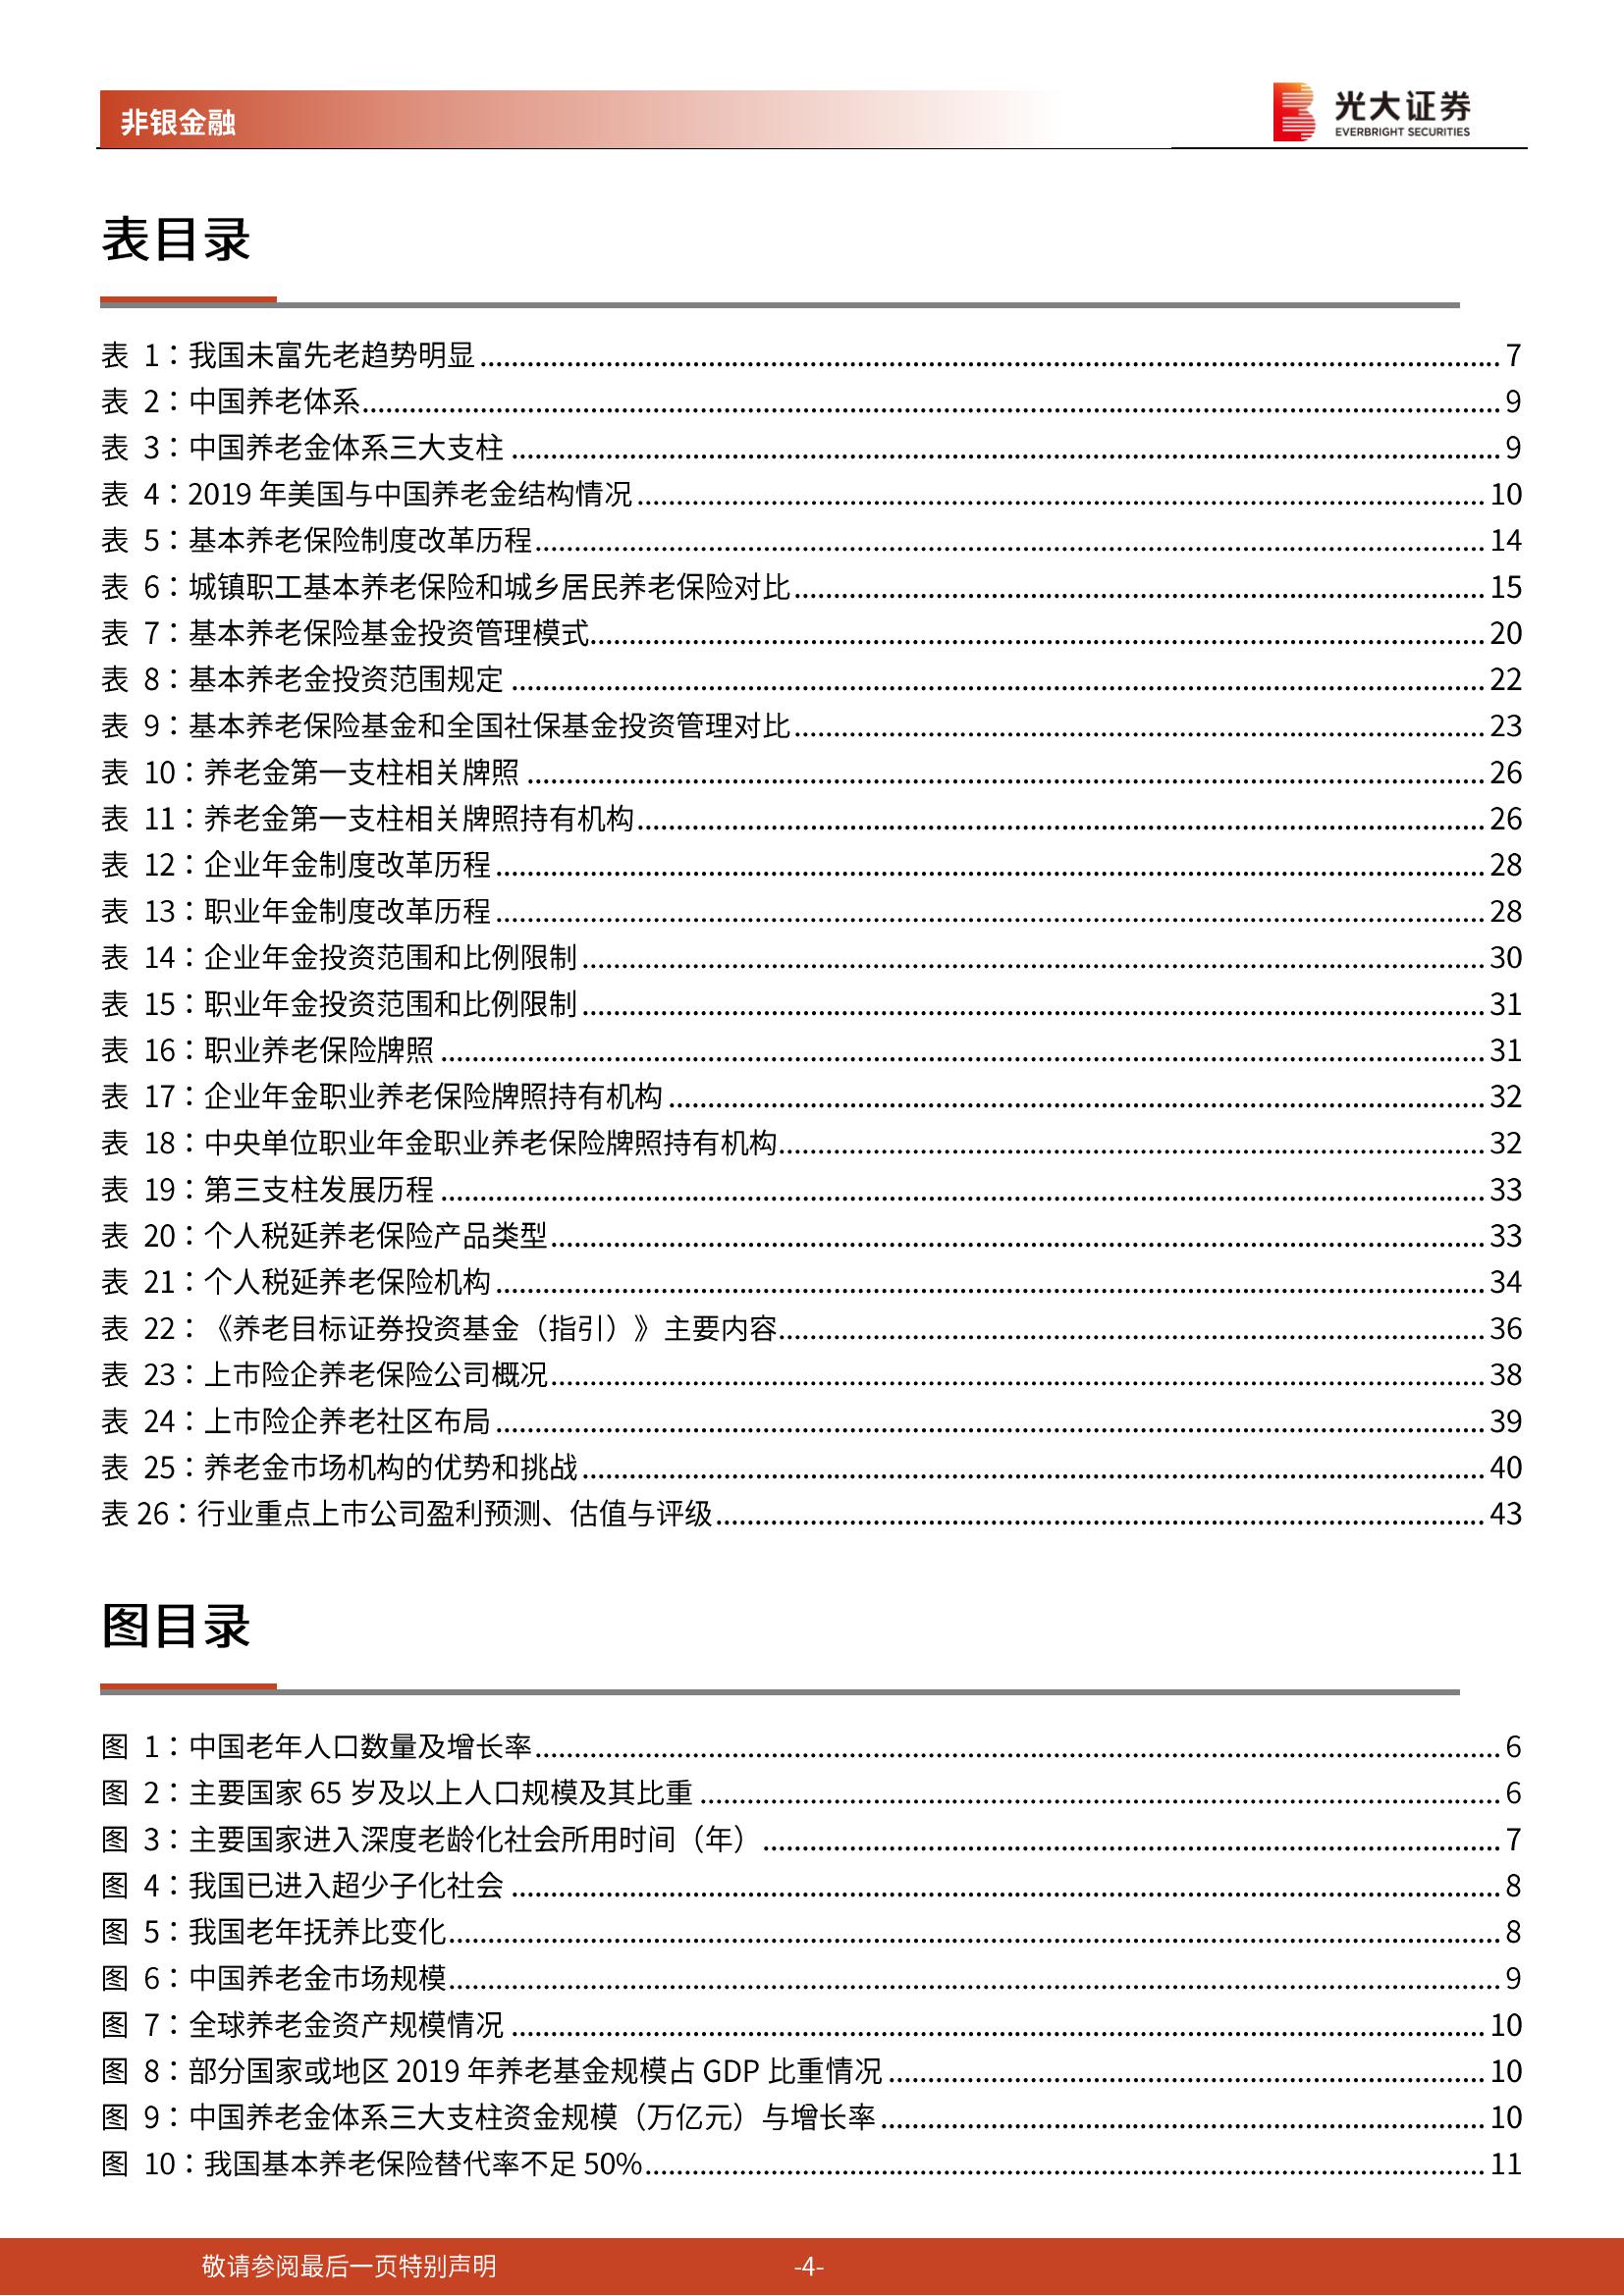 非银金融
光大证券
EVERBRIGHT SECURITIES
表目录
表 1：我国未富先老趋势明显 7
表 2：中国养老体系 9
表 3：中国养老金体系三大支柱 9
表 4：2019 年美国与中国养老金结构情况 10
表 5：基本养老保险制度改革历程 14
表 6：城镇职工基本养老保险和城乡居民养老保险对比 15
表 7：基本养老保险基金投资管理模式 20
表 8：基本养老金投资范围规定 22
表 9：基本养老保险基金和全国社保基金投资管理对比 23
表 10：养老金第一支柱相关牌照 26
表 11：养老金第一支柱相关牌照持有机构 26
表 12：企业年金制度改革历程 28
表 13：职业年金制度改革历程 28
表 14：企业年金投资范围和比例限制 30
表 15：职业年金投资范围和比例限制 31
表 16：职业养老保险牌照 31
表 17：企业年金职业养老保险牌照持有机构 32
表 18：中央单位职业年金职业养老保险牌照持有机构 32
表 19：第三支柱发展历程 33
表 20：个人税延养老保险产品类型 33
表 21：个人税延养老保险机构 34
表 22：《养老目标证券投资基金（指引）》主要内容 36
表 23：上市险企养老保险公司概况 38
表 24：上市险企养老社区布局 39
表 25：养老金市场机构的优势和挑战 40
表 26：行业重点上市公司盈利预测、估值与评级 43
图目录
图 1：中国老年人口数量及增长率 6
图 2：主要国家 65 岁及以上人口规模及其比重 6
图 3：主要国家进入深度老龄化社会所用时间（年） 7
图 4：我国已进入超少子化社会 8
图 5：我国老年抚养比变化 8
图 6：中国养老金市场规模 9
图 7：全球养老金资产规模情况 10
图 8：部分国家或地区 2019 年养老基金规模占 GDP 比重情况 10
图 9：中国养老金体系三大支柱资金规模（万亿元）与增长率 10
图 10：我国基本养老保险替代率不足 50% 11
敬请参阅最后一页特别声明 -4-